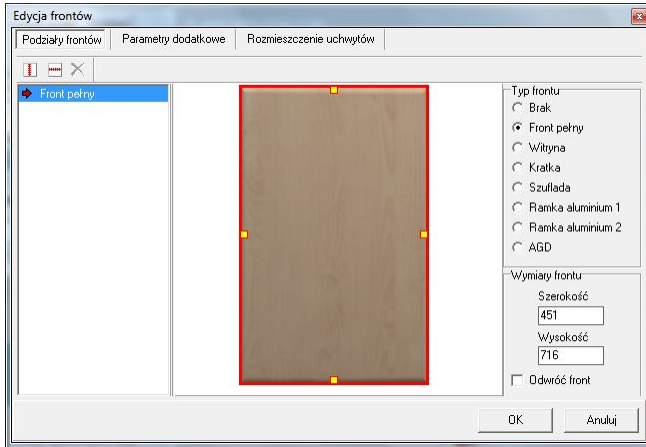 Edycja frontów
Podziały frontów Parametry dodatkowe Rozmieszczenie uchwytów
Front pełny
Typ frontu
Brak
Front pełny
Witryna
Kratka
Szuflada
Ramka aluminium 1
Ramka aluminium 2
AGD
Wymiary frontu
Szerokość
451
Wysokość
716
Odwróć front
OK Anuluj